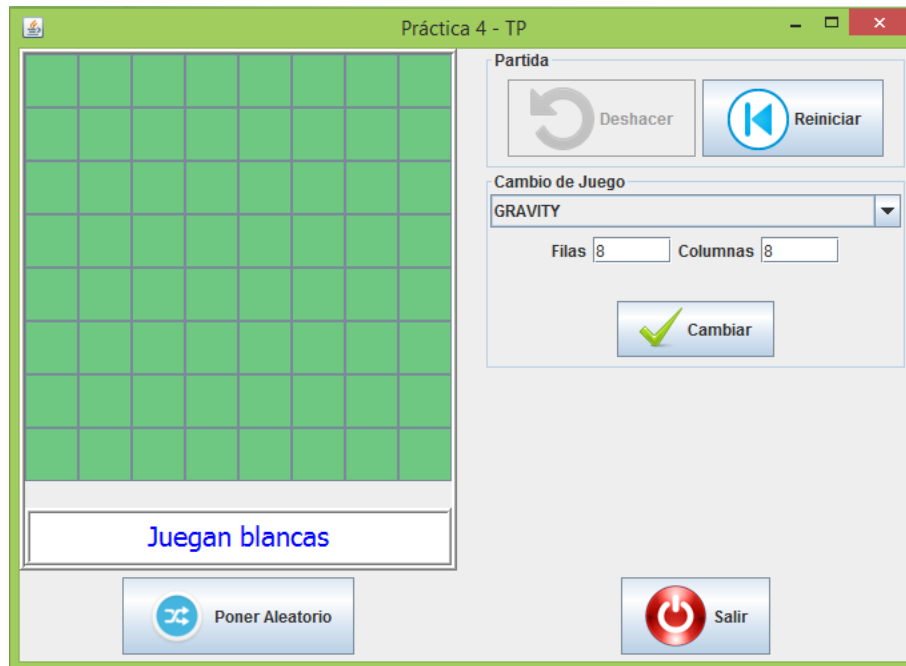 Práctica 4 - TP
Partida
Deshacer
Reiniciar
Cambio de Juego
GRAVITY
Filas 8 Columnas 8
Cambiar
Juegan blancas
Poner Aleatorio
Salir